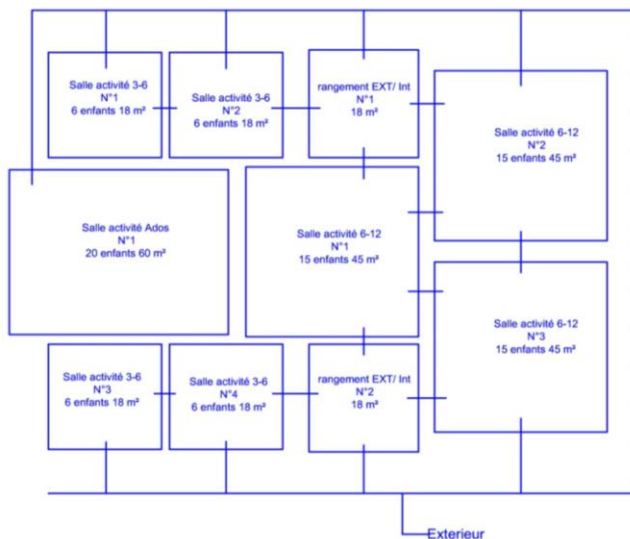 Salle activité 3-6
N°1
6 enfants 18 m²
Salle activité 3-6
N°2
6 enfants 18 m²
rangement EXT/ Int
N°1
18 m²
Salle activité 6-12
N°2
15 enfants 45 m²
Salle activité Ados
N°1
20 enfants 60 m²
Salle activité 6-12
N°1
15 enfants 45 m²
Salle activité 6-12
N°3
15 enfants 45 m²
Salle activité 3-6
N°3
6 enfants 18 m²
Salle activité 3-6
N°4
6 enfants 18 m²
rangement EXT/ Int
N°2
18 m²
Exterieur